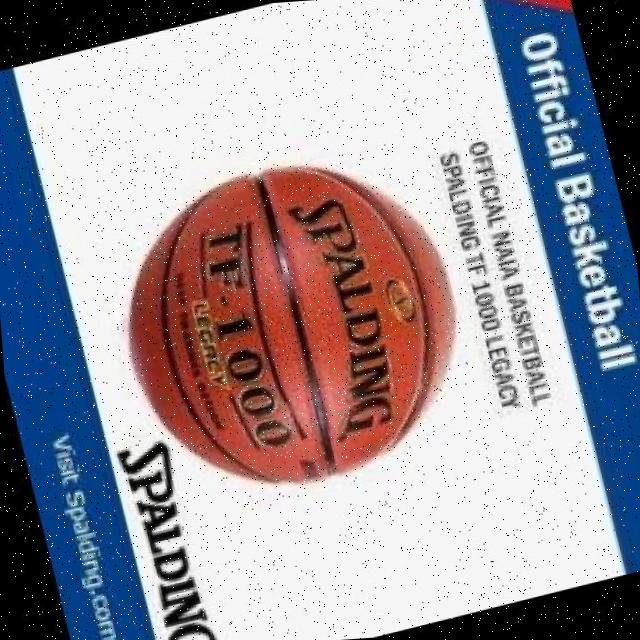 Official Basketball
OFFICIAL NAIA BASKETBALL
SPALDING TF 1000 LEGACY
SPALDING
TF-1000
LEGACY
SPALDING
Visit Spalding.com